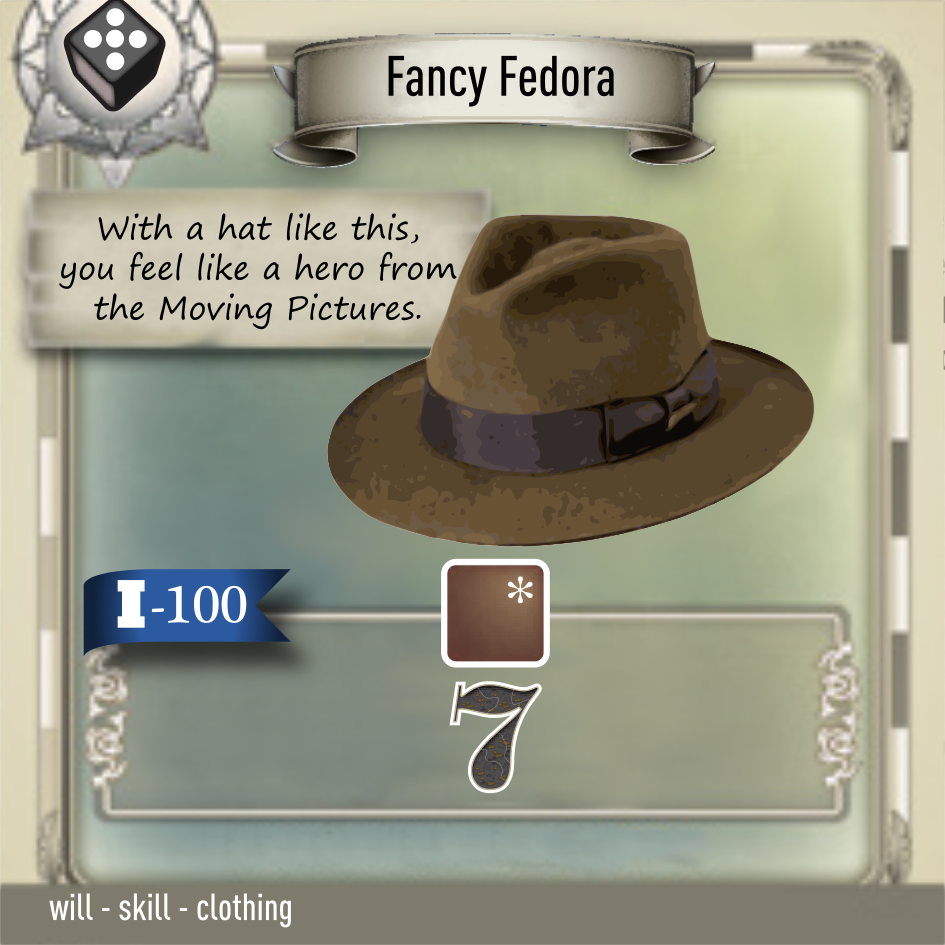 Fancy Fedora
With a hat like this,
you feel like a hero from
the Moving Pictures.
I-100
*
7
will - skill - clothing